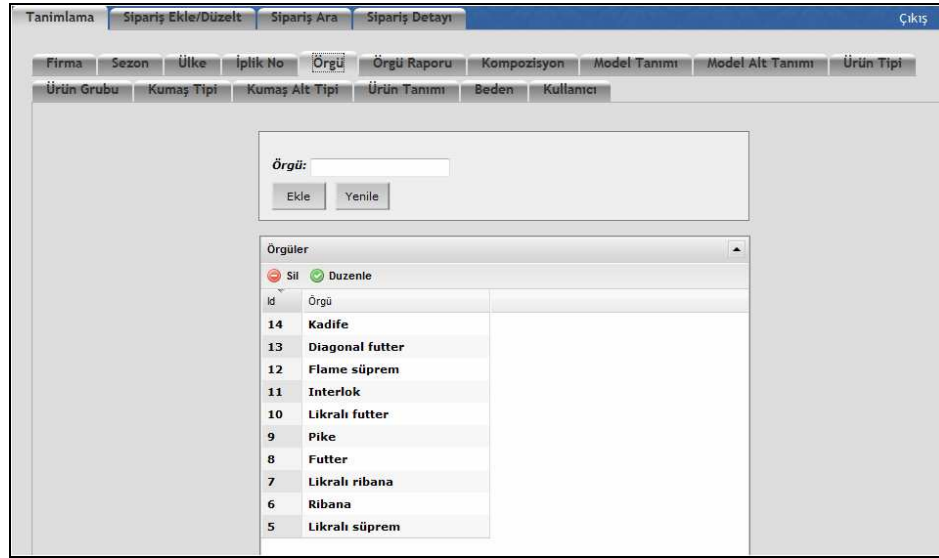 Tanimlama Sipariş Ekle/Düzelt Sipariş Ara Sipariş Detayı Çıkış
Firma Sezon Ülke İplik No Örgü Örgü Raporu Kompozisyon Model Tanımı Model Alt Tanımı Ürün Tipi
Ürün Grubu Kumaş Tipi Kumaş Alt Tipi Ürün Tanımı Beden Kullanıcı
Örgü:
Ekle Yenile
Örgüler
Sil Duzenle
Id Örgü
14 Kadife
13 Diagonal futter
12 Flame süprem
11 Interlok
10 Likralı futter
9 Pike
8 Futter
7 Likralı ribana
6 Ribana
5 Likralı süprem